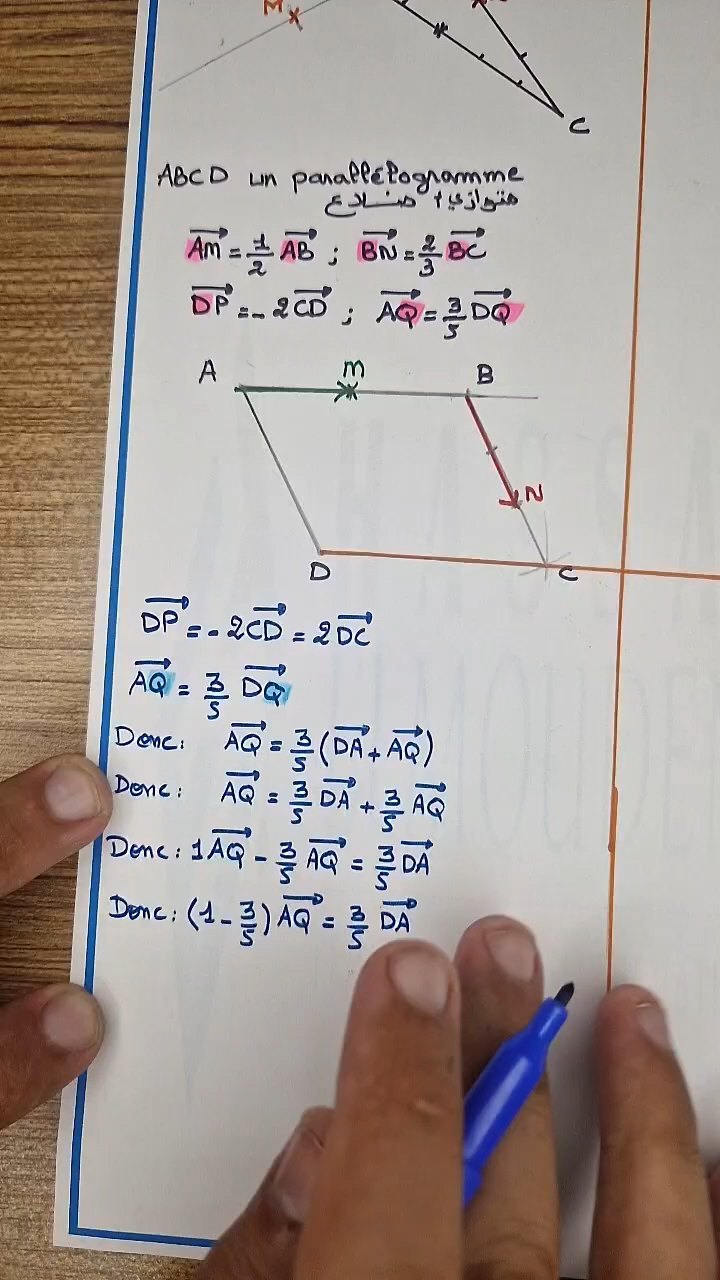 M
C
ABCD un parallélogramme
متوازي + أضلاع
AM = 1/2 AB ; BN = 2/3 BC
DP = - 2CD ; AQ = 3/5 DQ
A M B
N
D C
DP = - 2CD = 2DC
AQ = 3/5 DQ
Donc: AQ = 3/5 (DA + AQ)
Donc: AQ = 3/5 DA + 3/5 AQ
Donc: 1AQ - 3/5 AQ = 3/5 DA
Donc: (1 - 3/5) AQ = 3/5 DA